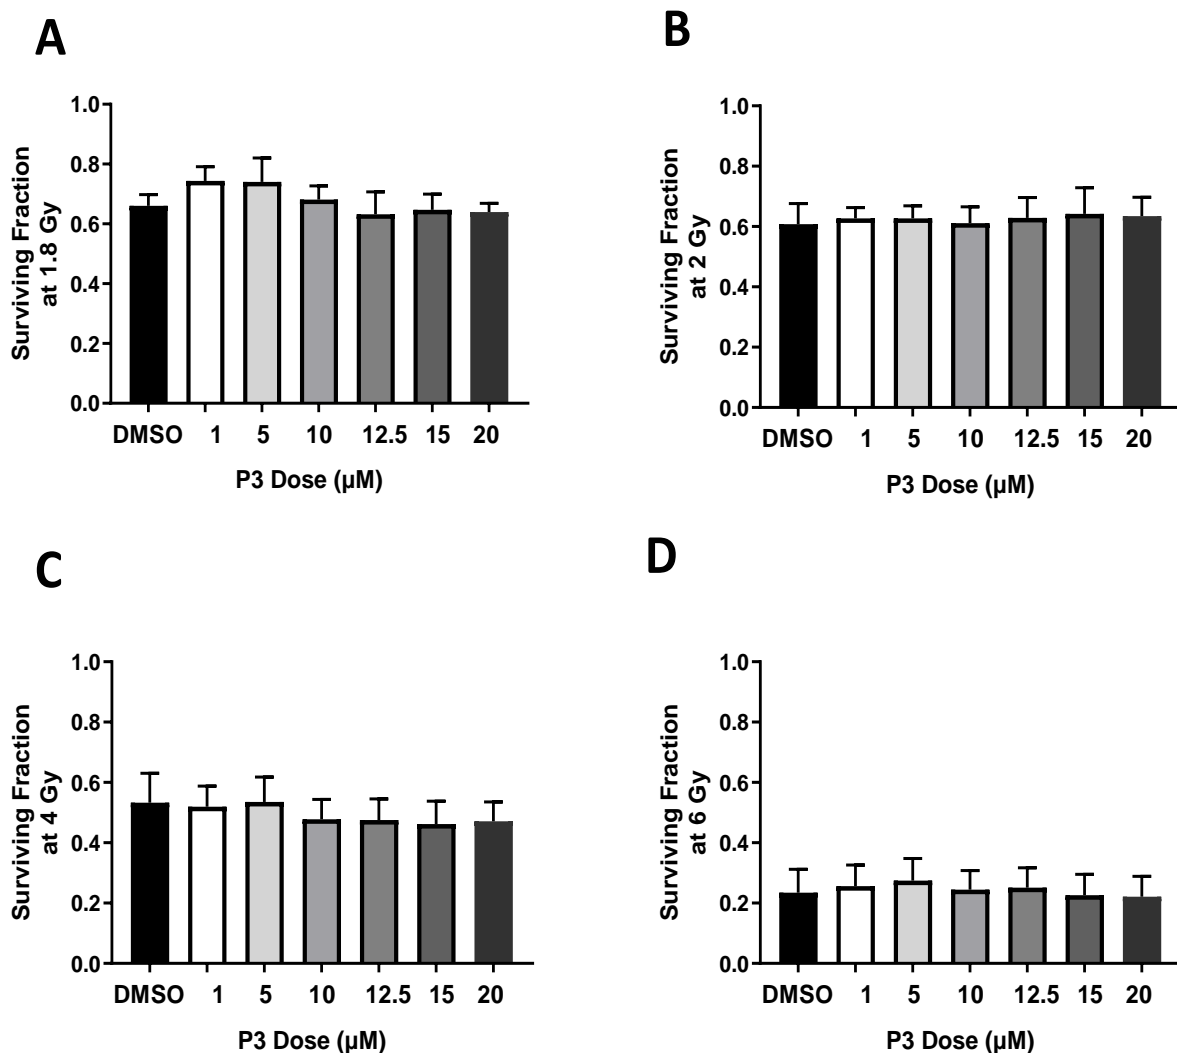 A
Surviving Fraction
at 1.8 Gy
1.0
0.8
0.6
0.4
0.2
0.0
DMSO 1 5 10 12.5 15 20
P3 Dose (µM)
B
Surviving Fraction
at 2 Gy
1.0
0.8
0.6
0.4
0.2
0.0
DMSO 1 5 10 12.5 15 20
P3 Dose (µM)
C
Surviving Fraction
at 4 Gy
1.0
0.8
0.6
0.4
0.2
0.0
DMSO 1 5 10 12.5 15 20
P3 Dose (µM)
D
Surviving Fraction
at 6 Gy
1.0
0.8
0.6
0.4
0.2
0.0
DMSO 1 5 10 12.5 15 20
P3 Dose (µM)